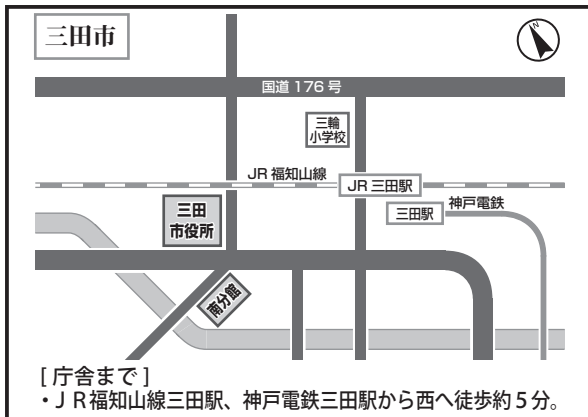 三田市
N
国道 176 号
三輪
小学校
JR 福知山線
JR 三田駅
神戸電鉄
三田駅
三田
市役所
南分館
[ 庁舎まで ]
・ＪＲ福知山線三田駅、神戸電鉄三田駅から西へ徒歩約５分。